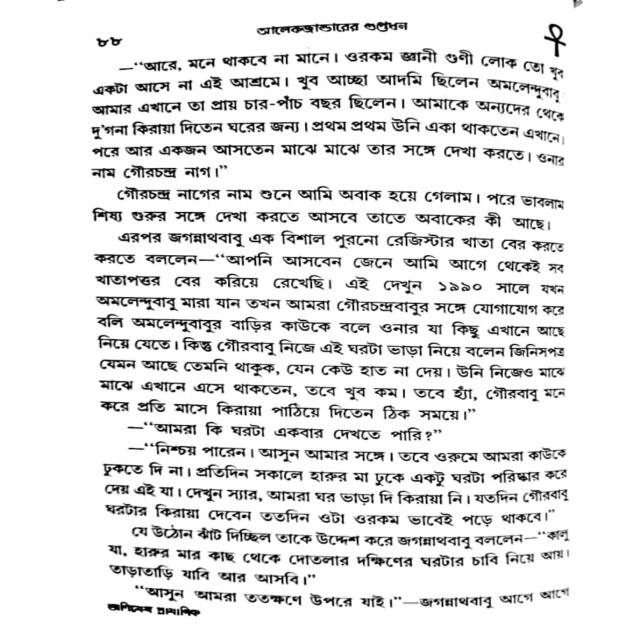 ৮৮
আলেকজান্ডারের গুপ্তধন
—“আরে, মনে থাকবে না মানে। ওরকম জ্ঞানী গুণী লোক তো খুব
একটা আসে না এই আশ্রমে। খুব আচ্ছা আদমি ছিলেন অমলেন্দুবাবু
আমার এখানে তা প্রায় চার-পাঁচ বছর ছিলেন। আমাকে অন্যদের থেকে
দু’গনা কিরায়া দিতেন ঘরের জন্য। প্রথম প্রথম উনি একা থাকতেন এখানে।
পরে আর একজন আসতেন মাঝে মাঝে তার সঙ্গে দেখা করতে। ওনার
নাম গৌরচন্দ্র নাগ।”
গৌরচন্দ্র নাগের নাম শুনে আমি অবাক হয়ে গেলাম। পরে ভাবলাম
শিষ্য গুরুর সঙ্গে দেখা করতে আসবে তাতে অবাকের কী আছে।
এরপর জগন্নাথবাবু এক বিশাল পুরনো রেজিস্টার খাতা বের করতে
করতে বললেন—“আপনি আসবেন জেনে আমি আগে থেকেই সব
খাতাপত্তর বের করিয়ে রেখেছি। এই দেখুন ১৯৯০ সালে যখন
অমলেন্দুবাবু মারা যান তখন আমরা গৌরচন্দ্রবাবুর সঙ্গে যোগাযোগ করে
বলি অমলেন্দুবাবুর বাড়ির কাউকে বলে ওনার যা কিছু এখানে আছে
নিয়ে যেতে। কিন্তু গৌরবাবু নিজে এই ঘরটা ভাড়া নিয়ে বলেন জিনিসপত্র
যেমন আছে তেমনি থাকুক, যেন কেউ হাত না দেয়। উনি নিজেও মাঝে
মাঝে এখানে এসে থাকতেন, তবে খুব কম। তবে হ্যাঁ, গৌরবাবু মনে
করে প্রতি মাসে কিরায়া পাঠিয়ে দিতেন ঠিক সময়ে।”
—“আমরা কি ঘরটা একবার দেখতে পারি?”
—“নিশ্চয় পারেন। আসুন আমার সঙ্গে। তবে ওরুমে আমরা কাউকে
ঢুকতে দি না। প্রতিদিন সকালে হারুর মা ঢুকে একটু ঘরটা পরিষ্কার করে
দেয় এই যা। দেখুন স্যার, আমরা ঘর ভাড়া দি কিরায়া নি। যতদিন গৌরবাবু
ঘরটার কিরায়া দেবেন ততদিন ওটা ওরকম ভাবেই পড়ে থাকবে।”
যে উঠোন ঝাঁট দিচ্ছিল তাকে উদ্দেশ করে জগন্নাথবাবু বললেন—“কালু
যা, হারুর মার কাছ থেকে দোতলার দক্ষিণের ঘরটার চাবি নিয়ে আয়।
তাড়াতাড়ি যাবি আর আসবি।”
“আসুন আমরা ততক্ষণে উপরে যাই।”—জগন্নাথবাবু আগে আগে
অনিমেষ প্রামাণিক